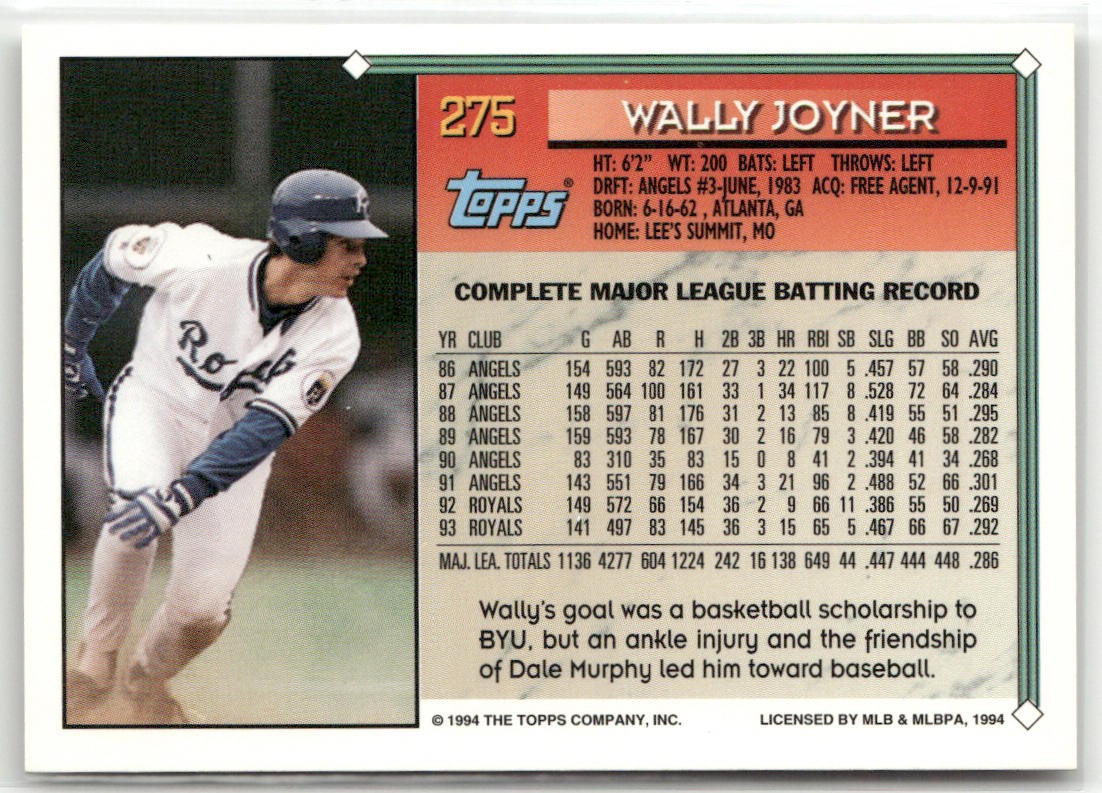 275 WALLY JOYNER
Topps®
HT: 6'2" WT: 200 BATS: LEFT THROWS: LEFT
DRFT: ANGELS #3-JUNE, 1983 ACQ: FREE AGENT, 12-9-91
BORN: 6-16-62 , ATLANTA, GA
HOME: LEE'S SUMMIT, MO
Royals
COMPLETE MAJOR LEAGUE BATTING RECORD
YR CLUB G AB R H 2B 3B HR RBI SB SLG BB SO AVG
86 ANGELS 154 593 82 172 27 3 22 100 5 .457 57 58 .290
87 ANGELS 149 564 100 161 33 1 34 117 8 .528 72 64 .284
88 ANGELS 158 597 81 176 31 2 13 85 8 .419 55 51 .295
89 ANGELS 159 593 78 167 30 2 16 79 3 .420 46 58 .282
90 ANGELS 83 310 35 83 15 0 8 41 2 .394 41 34 .268
91 ANGELS 143 551 79 166 34 3 21 96 2 .488 52 66 .301
92 ROYALS 149 572 66 154 36 2 9 66 11 .386 55 50 .269
93 ROYALS 141 497 83 145 36 3 15 65 5 .467 66 67 .292
MAJ. LEA. TOTALS 1136 4277 604 1224 242 16 138 649 44 .447 444 448 .286
Wally's goal was a basketball scholarship to
BYU, but an ankle injury and the friendship
of Dale Murphy led him toward baseball.
© 1994 THE TOPPS COMPANY, INC. LICENSED BY MLB & MLBPA, 1994